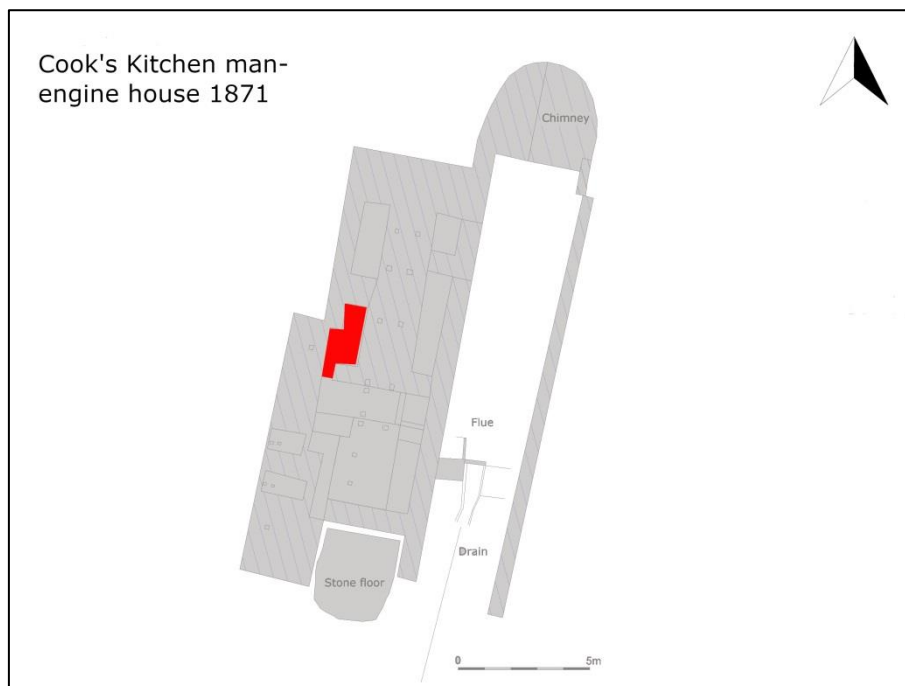 Cook's Kitchen man-
engine house 1871
Chimney
Flue
Drain
Stone floor
0 5m